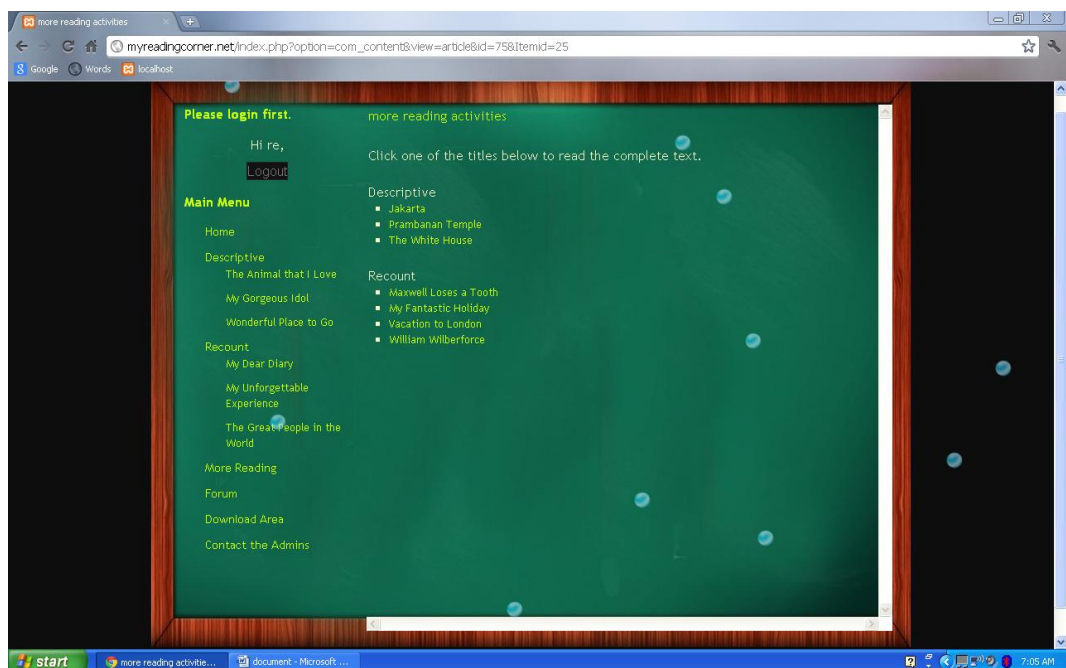 more reading activities
myreadingcorner.net/index.php?option=com_content&view=article&id=75&Itemid=25
Google Words localhost
Please login first.
Hi re,
Logout
Main Menu
Home
Descriptive
The Animal that I Love
My Gorgeous Idol
Wonderful Place to Go
Recount
My Dear Diary
My Unforgettable
Experience
The Great People in the
World
More Reading
Forum
Download Area
Contact the Admins
more reading activities
Click one of the titles below to read the complete text.
Descriptive
Jakarta
Prambanan Temple
The White House
Recount
Maxwell Loses a Tooth
My Fantastic Holiday
Vacation to London
William Wilberforce
start more reading activitie... document - Microsoft ... 7:05 AM